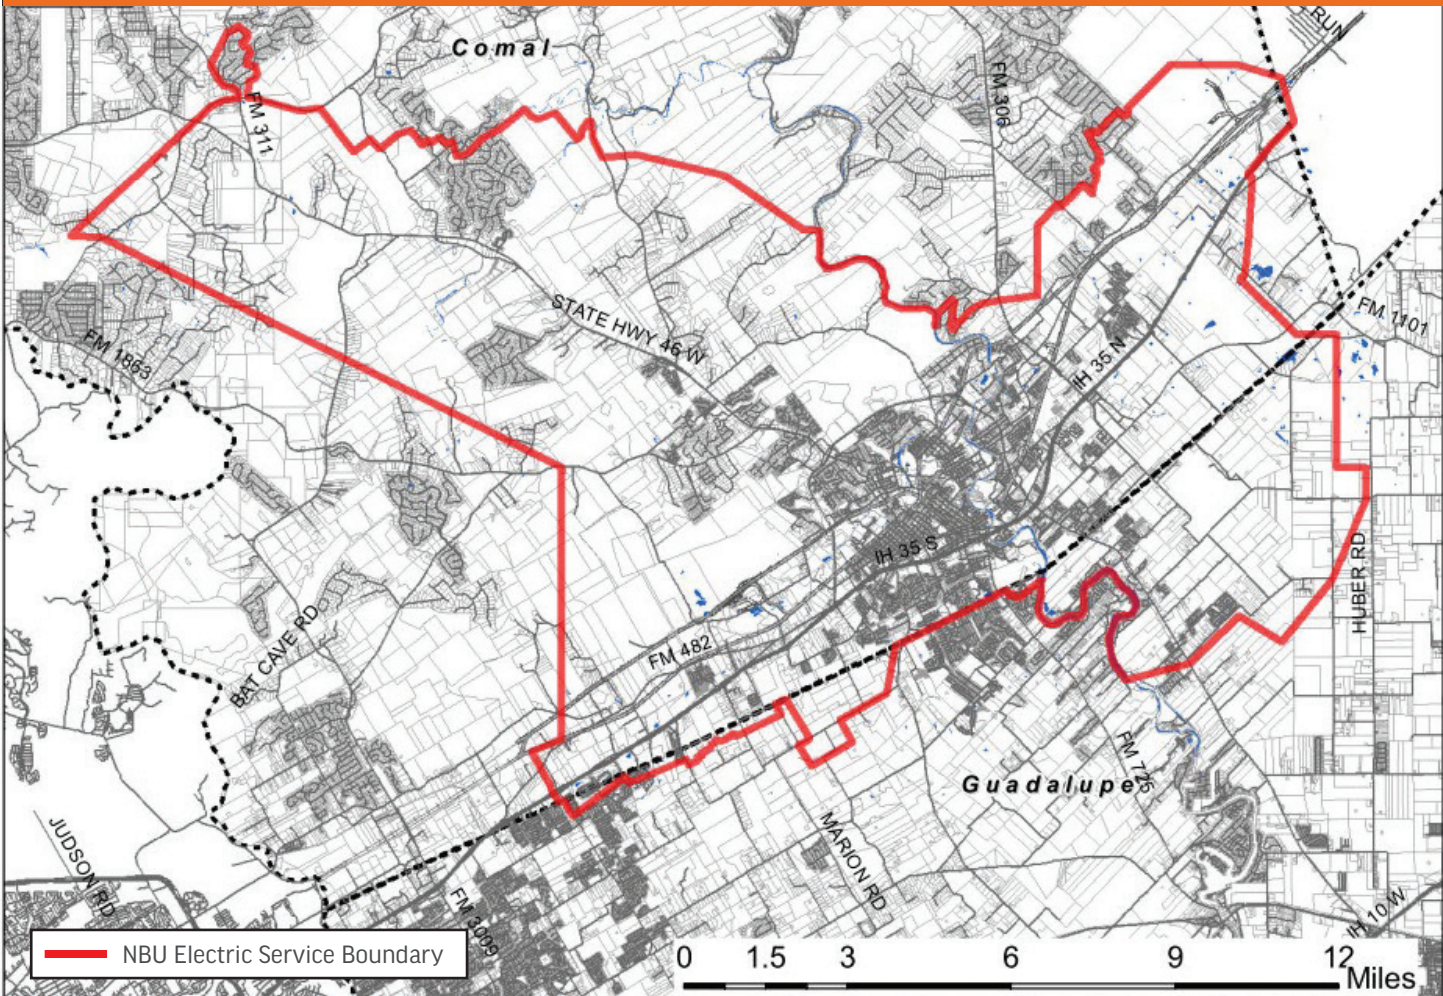 RUN
Comal
FM 306
FM 311
FM 1101
STATE HWY 46 W
FM 1863
IH 35 N
IH 35 S
HUBER RD
BAT CAVE RD
FM 482
FM 725
Guadalupe
MARION RD
JUDSON RD
FM 3009
IH 10 W
NBU Electric Service Boundary
0 1.5 3 6 9 12
Miles